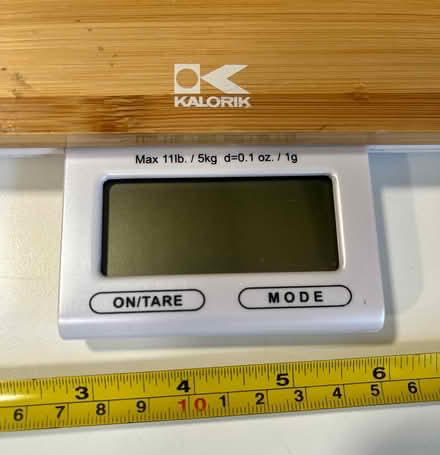 KALORIK
Max 11lb. / 5kg d=0.1 oz. / 1g
ON/TARE MODE
3 4 5 6
6 7 8 9 10 1 2 3 4 5 6